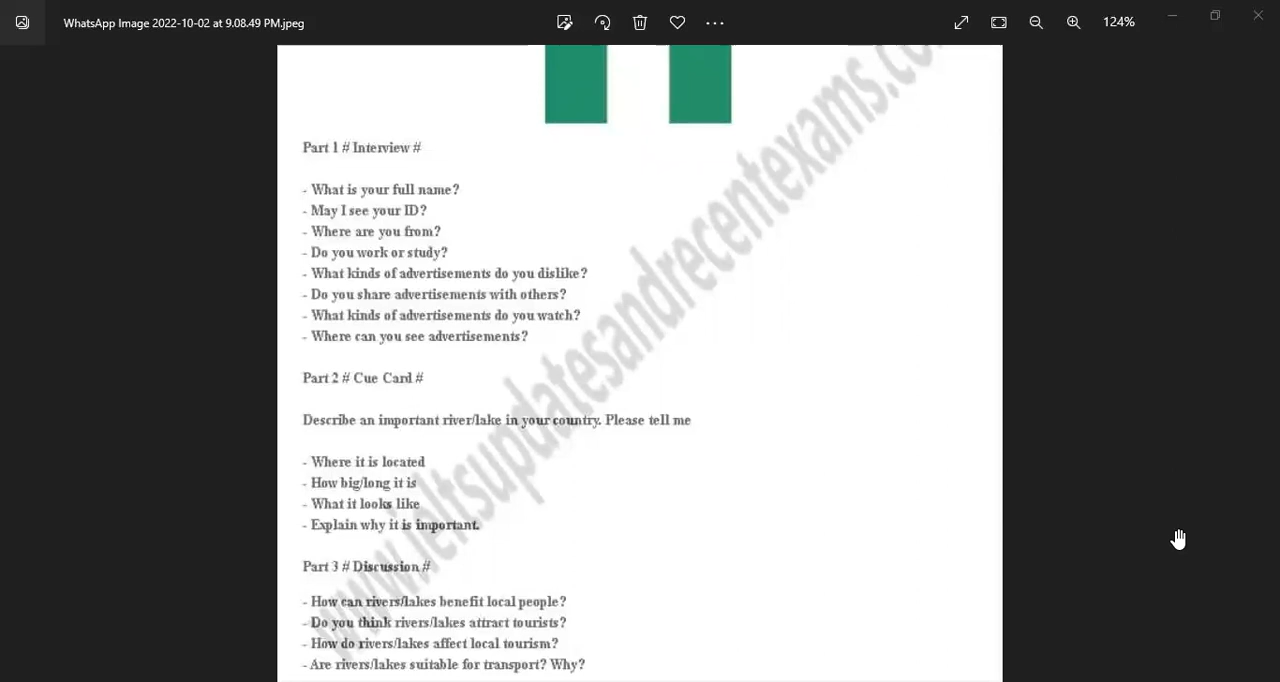 WhatsApp Image 2022-10-02 at 9.08.49 PM.jpeg
124%
Part 1 # Interview #
- What is your full name?
- May I see your ID?
- Where are you from?
- Do you work or study?
- What kinds of advertisements do you dislike?
- Do you share advertisements with others?
- What kinds of advertisements do you watch?
- Where can you see advertisements?
Part 2 # Cue Card #
Describe an important river/lake in your country. Please tell me
- Where it is located
- How big/long it is
- What it looks like
- Explain why it is important.
Part 3 # Discussion #
- How can rivers/lakes benefit local people?
- Do you think rivers/lakes attract tourists?
- How do rivers/lakes affect local tourism?
- Are rivers/lakes suitable for transport? Why?
www.ieltsupdatesandrecentexams.com